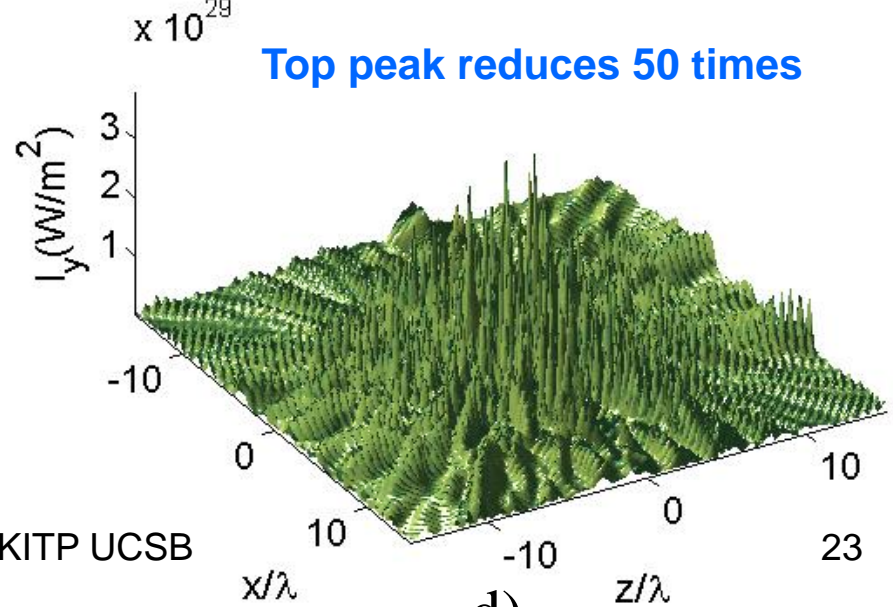 x 10^29
Top peak reduces 50 times
3
2
1
I_y(W/m^2)
-10
0
10
x/λ
-10
0
10
z/λ
KITP UCSB
23
d)